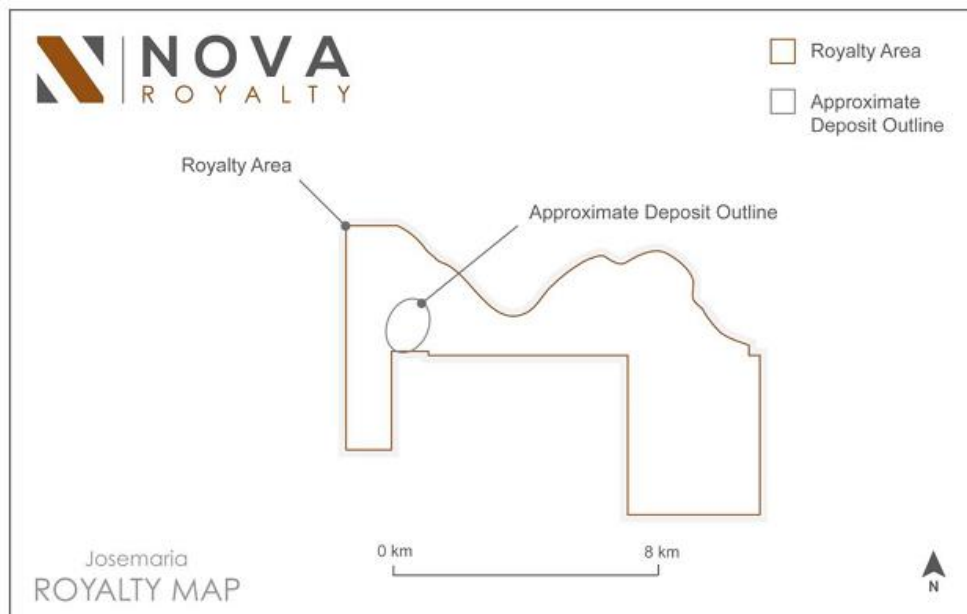 NOVA
ROYALTY
Royalty Area
Approximate
Deposit Outline
Royalty Area
Approximate Deposit Outline
0 km
8 km
Josemaria
ROYALTY MAP
N